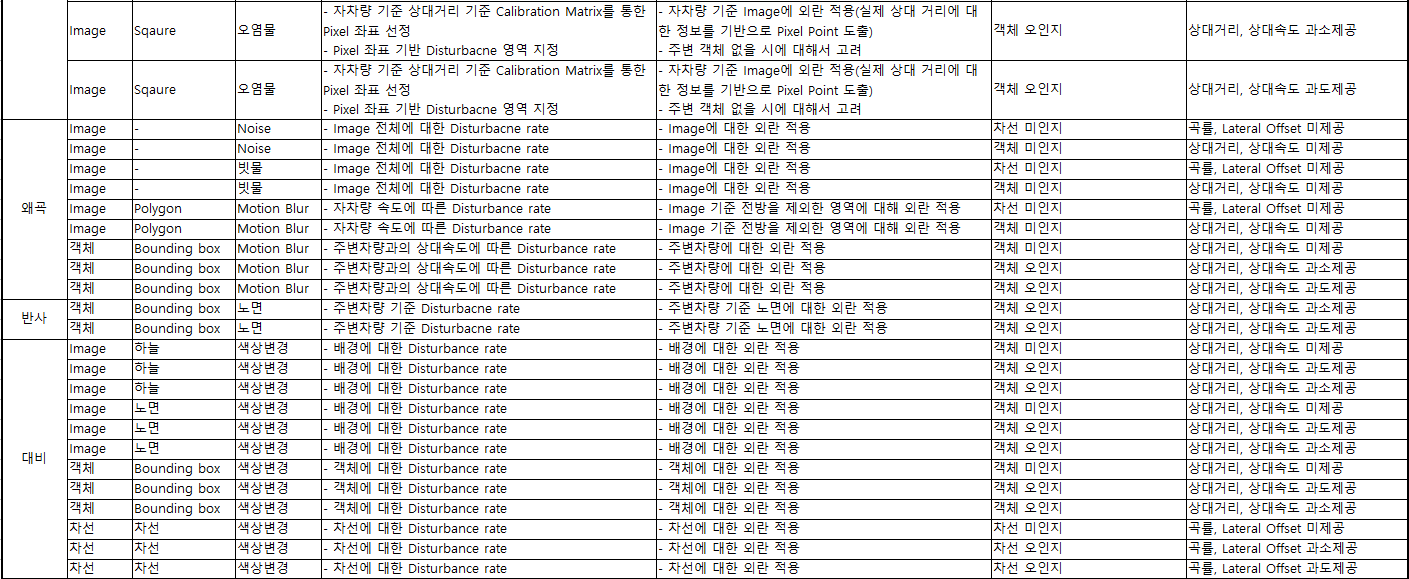 Image Sqaure 오염물 - 자차량 기준 상대거리 기준 Calibration Matrix를 통한 Pixel 좌표 선정 - Pixel 좌표 기반 Disturbacne 영역 지정 - 자차량 기준 Image에 외란 적용(실제 상대 거리에 대한 정보를 기반으로 Pixel Point 도출) - 주변 객체 없을 시에 대해서 고려 객체 오인지 상대거리, 상대속도 과소제공
Image Sqaure 오염물 - 자차량 기준 상대거리 기준 Calibration Matrix를 통한 Pixel 좌표 선정 - Pixel 좌표 기반 Disturbacne 영역 지정 - 자차량 기준 Image에 외란 적용(실제 상대 거리에 대한 정보를 기반으로 Pixel Point 도출) - 주변 객체 없을 시에 대해서 고려 객체 오인지 상대거리, 상대속도 과도제공
왜곡
Image - Noise - Image 전체에 대한 Disturbacne rate - Image에 대한 외란 적용 차선 미인지 곡률, Lateral Offset 미제공
Image - Noise - Image 전체에 대한 Disturbacne rate - Image에 대한 외란 적용 객체 미인지 상대거리, 상대속도 미제공
Image - 빗물 - Image 전체에 대한 Disturbacne rate - Image에 대한 외란 적용 차선 미인지 곡률, Lateral Offset 미제공
Image - 빗물 - Image 전체에 대한 Disturbacne rate - Image에 대한 외란 적용 객체 미인지 상대거리, 상대속도 미제공
Image Polygon Motion Blur - 자차량 속도에 따른 Disturbance rate - Image 기준 전방을 제외한 영역에 대해 외란 적용 차선 미인지 곡률, Lateral Offset 미제공
Image Polygon Motion Blur - 자차량 속도에 따른 Disturbance rate - Image 기준 전방을 제외한 영역에 대해 외란 적용 객체 미인지 상대거리, 상대속도 미제공
객체 Bounding box Motion Blur - 주변차량과의 상대속도에 따른 Disturbance rate - 주변차량에 대한 외란 적용 객체 미인지 상대거리, 상대속도 미제공
객체 Bounding box Motion Blur - 주변차량과의 상대속도에 따른 Disturbance rate - 주변차량에 대한 외란 적용 객체 오인지 상대거리, 상대속도 과소제공
객체 Bounding box Motion Blur - 주변차량과의 상대속도에 따른 Disturbance rate - 주변차량에 대한 외란 적용 객체 오인지 상대거리, 상대속도 과도제공
반사
객체 Bounding box 노면 - 주변차량 기준 Disturbacne rate - 주변차량 기준 노면에 대한 외란 적용 객체 오인지 상대거리, 상대속도 과소제공
객체 Bounding box 노면 - 주변차량 기준 Disturbacne rate - 주변차량 기준 노면에 대한 외란 적용 객체 오인지 상대거리, 상대속도 과도제공
대비
Image 하늘 색상변경 - 배경에 대한 Disturbance rate - 배경에 대한 외란 적용 객체 미인지 상대거리, 상대속도 미제공
Image 하늘 색상변경 - 배경에 대한 Disturbance rate - 배경에 대한 외란 적용 객체 오인지 상대거리, 상대속도 과도제공
Image 하늘 색상변경 - 배경에 대한 Disturbance rate - 배경에 대한 외란 적용 객체 오인지 상대거리, 상대속도 과소제공
Image 노면 색상변경 - 배경에 대한 Disturbance rate - 배경에 대한 외란 적용 객체 미인지 상대거리, 상대속도 미제공
Image 노면 색상변경 - 배경에 대한 Disturbance rate - 배경에 대한 외란 적용 객체 오인지 상대거리, 상대속도 과도제공
Image 노면 색상변경 - 배경에 대한 Disturbance rate - 배경에 대한 외란 적용 객체 오인지 상대거리, 상대속도 과소제공
객체 Bounding box 색상변경 - 객체에 대한 Disturbance rate - 객체에 대한 외란 적용 객체 미인지 상대거리, 상대속도 미제공
객체 Bounding box 색상변경 - 객체에 대한 Disturbance rate - 객체에 대한 외란 적용 객체 오인지 상대거리, 상대속도 과도제공
객체 Bounding box 색상변경 - 객체에 대한 Disturbance rate - 객체에 대한 외란 적용 객체 오인지 상대거리, 상대속도 과소제공
차선 차선 색상변경 - 차선에 대한 Disturbance rate - 차선에 대한 외란 적용 차선 미인지 곡률, Lateral Offset 미제공
차선 차선 색상변경 - 차선에 대한 Disturbance rate - 차선에 대한 외란 적용 차선 오인지 곡률, Lateral Offset 과소제공
차선 차선 색상변경 - 차선에 대한 Disturbance rate - 차선에 대한 외란 적용 차선 오인지 곡률, Lateral Offset 과도제공